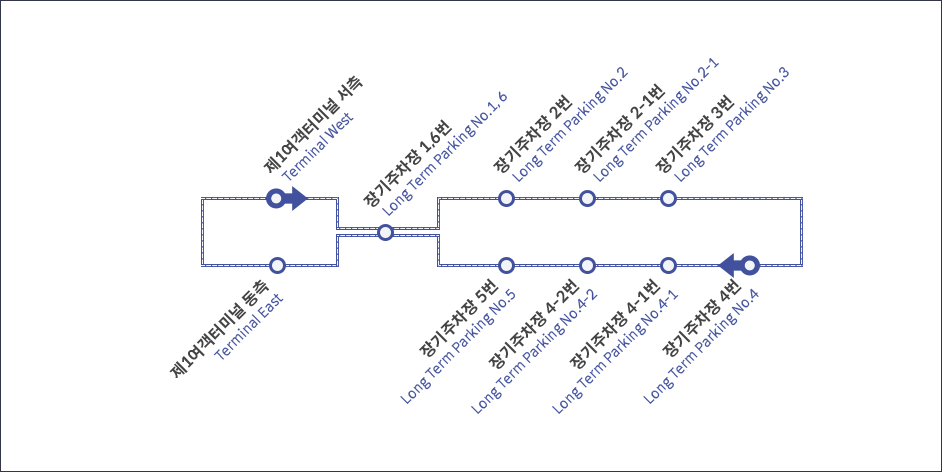 제1여객터미널 서측
Terminal West
장기주차장 1,6번
Long Term Parking No.1, 6
장기주차장 2번
Long Term Parking No.2
장기주차장 2-1번
Long Term Parking No.2-1
장기주차장 3번
Long Term Parking No.3
제1여객터미널 동측
Terminal East
장기주차장 5번
Long Term Parking No.5
장기주차장 4-2번
Long Term Parking No.4-2
장기주차장 4-1번
Long Term Parking No.4-1
장기주차장 4번
Long Term Parking No.4